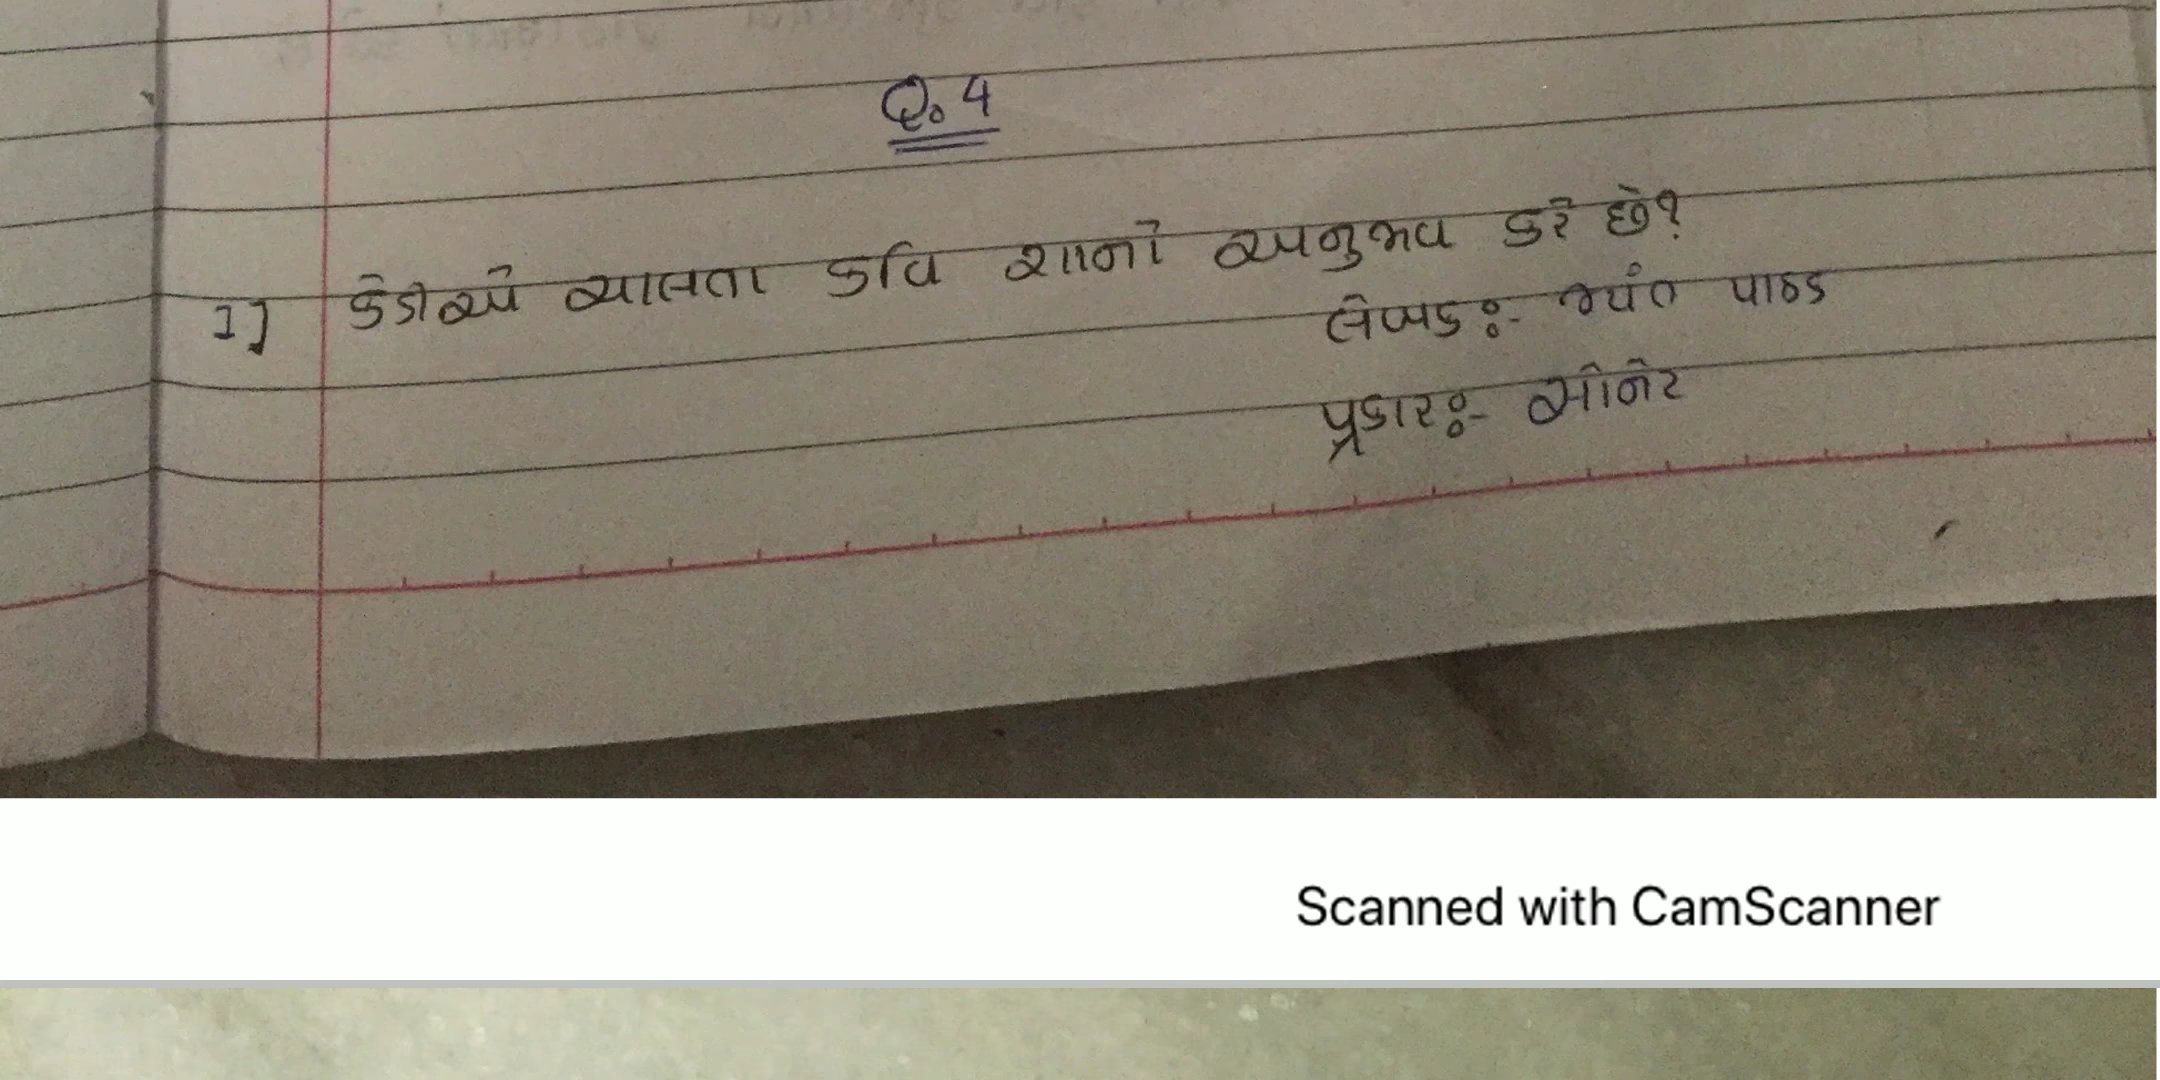 Q. 4
1] કેડીએ ચાલતા કવિ શાનો અનુભવ કરે છે?
લેખક:- જયંત પાઠક
પ્રકાર:- સોનેટ
Scanned with CamScanner